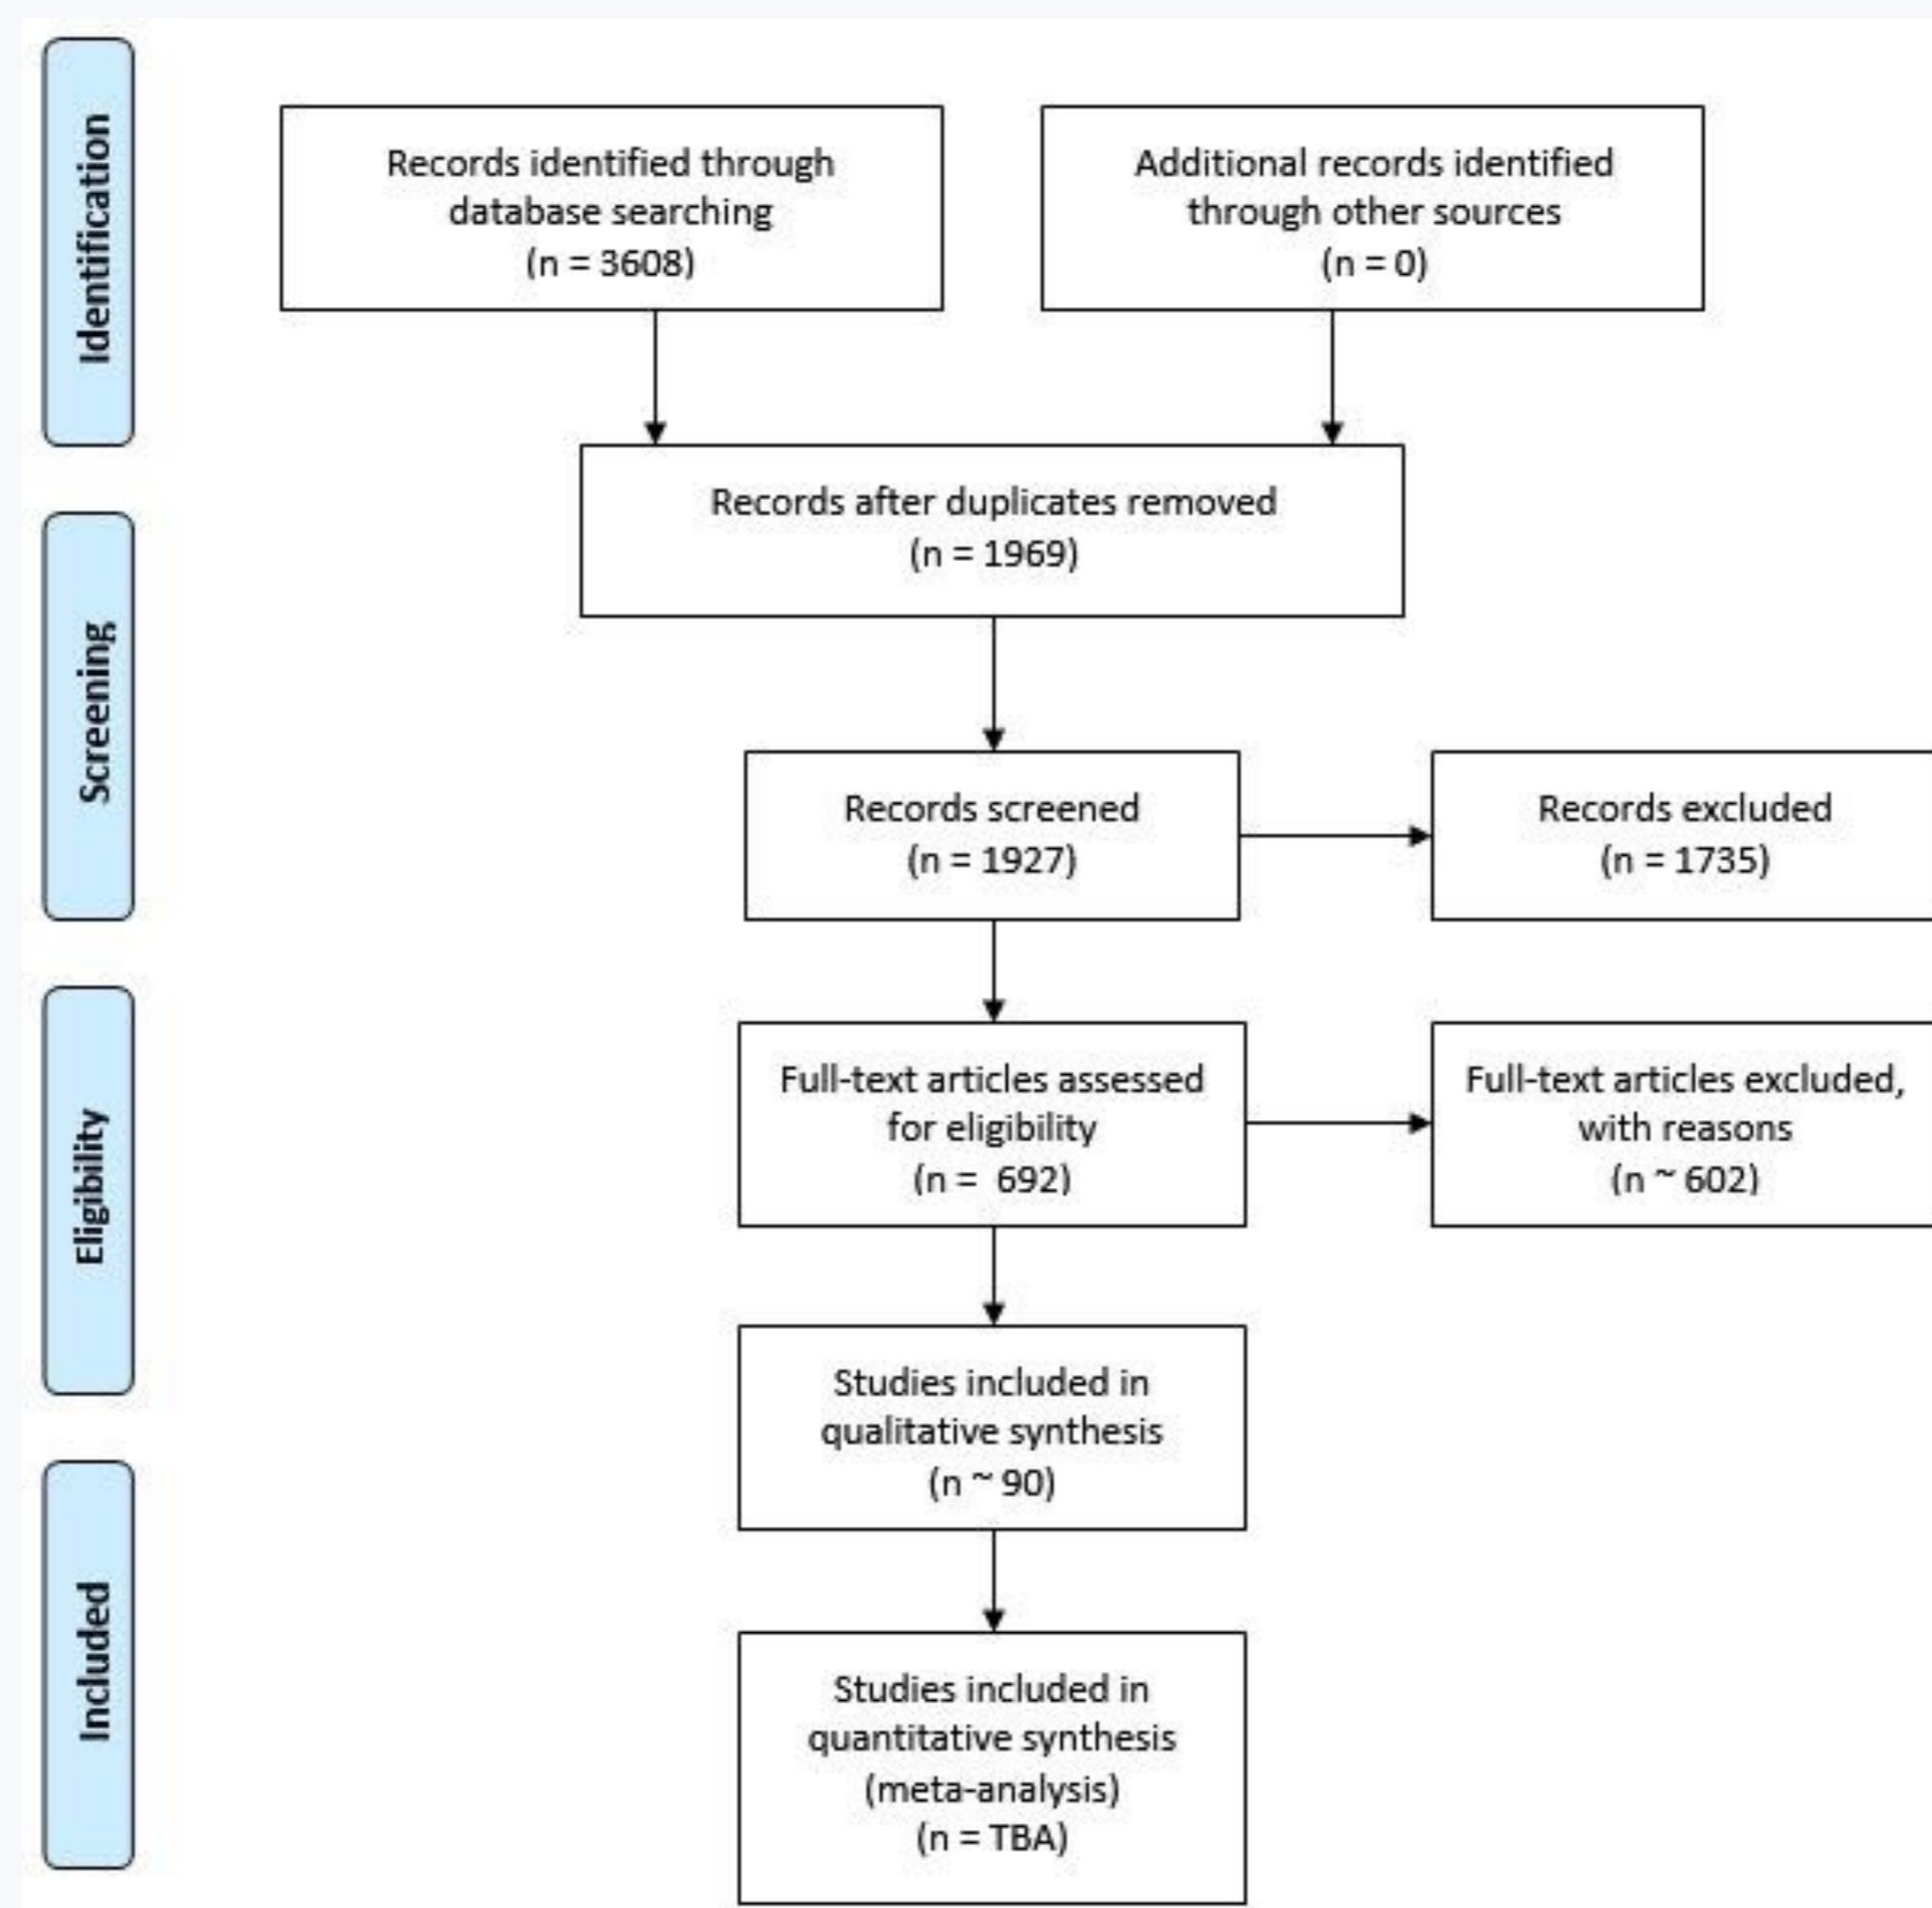 Identification
Records identified through
database searching
(n = 3608)
Additional records identified
through other sources
(n = 0)
Records after duplicates removed
(n = 1969)
Screening
Records screened
(n = 1927)
Records excluded
(n = 1735)
Eligibility
Full-text articles assessed
for eligibility
(n =  692)
Full-text articles excluded,
with reasons
(n ~ 602)
Studies included in
qualitative synthesis
(n ~ 90)
Included
Studies included in
quantitative synthesis
(meta-analysis)
(n = TBA)